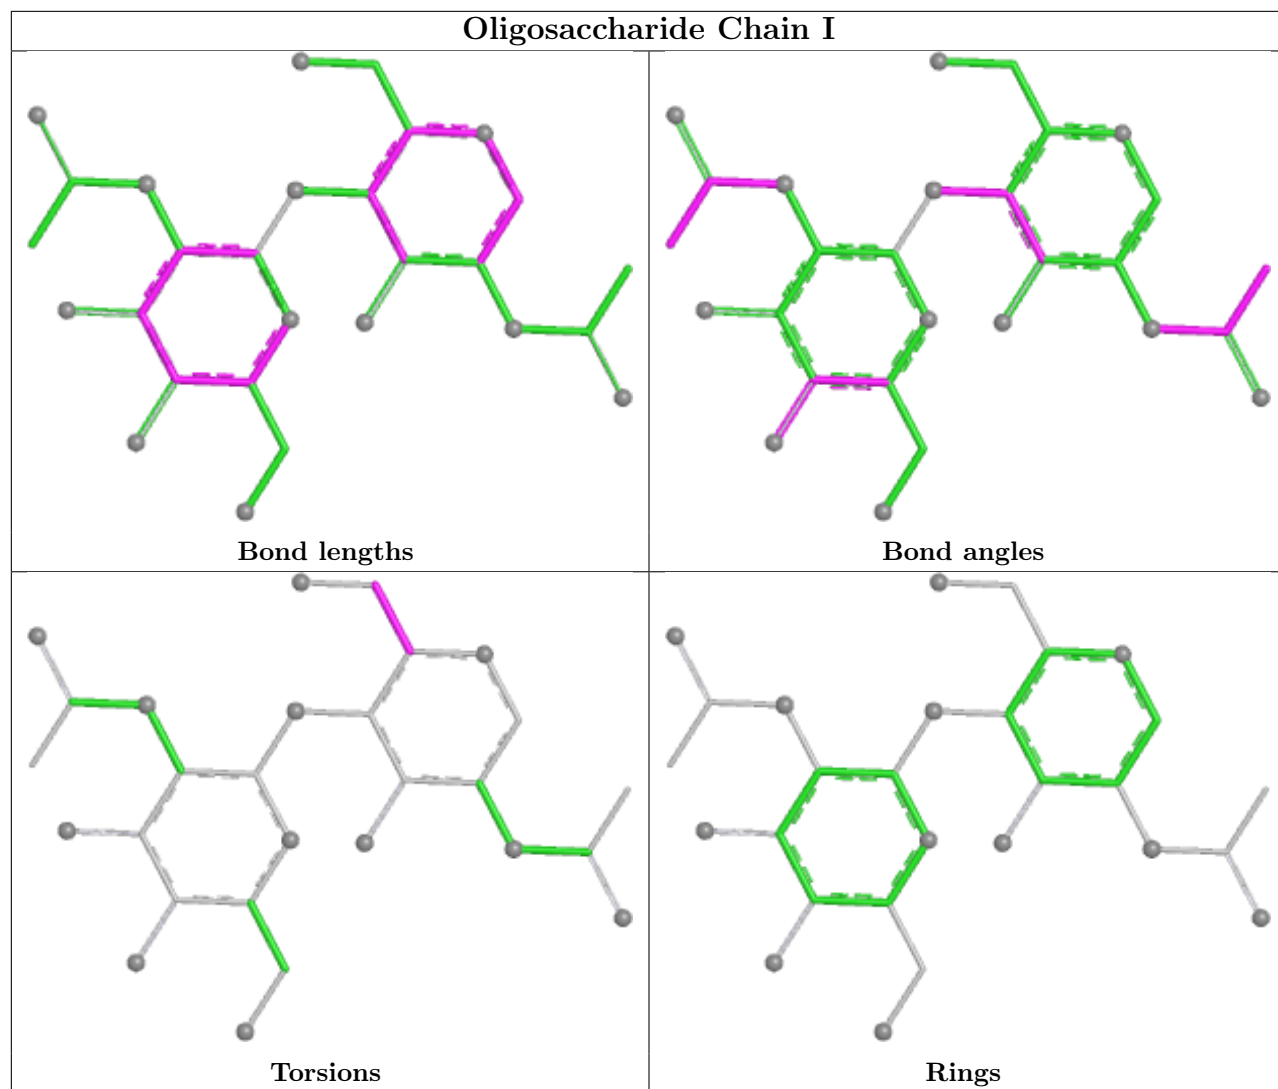 Oligosaccharide Chain I
Bond lengths
Bond angles
Torsions
Rings